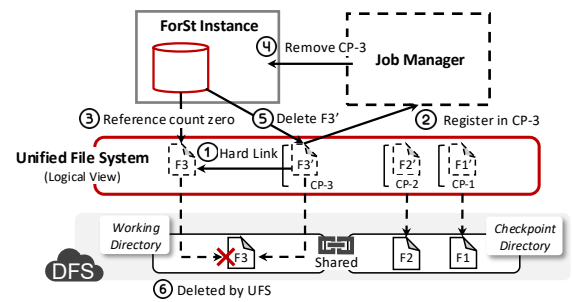 ForSt Instance
④ Remove CP-3
Job Manager
③ Reference count zero
⑤ Delete F3'
② Register in CP-3
Unified File System
(Logical View)
F3
① Hard Link
F3'
CP-3
F2'
CP-2
F1'
CP-1
Working
Directory
Checkpoint
Directory
DFS
F3
Shared
F2
F1
⑥ Deleted by UFS